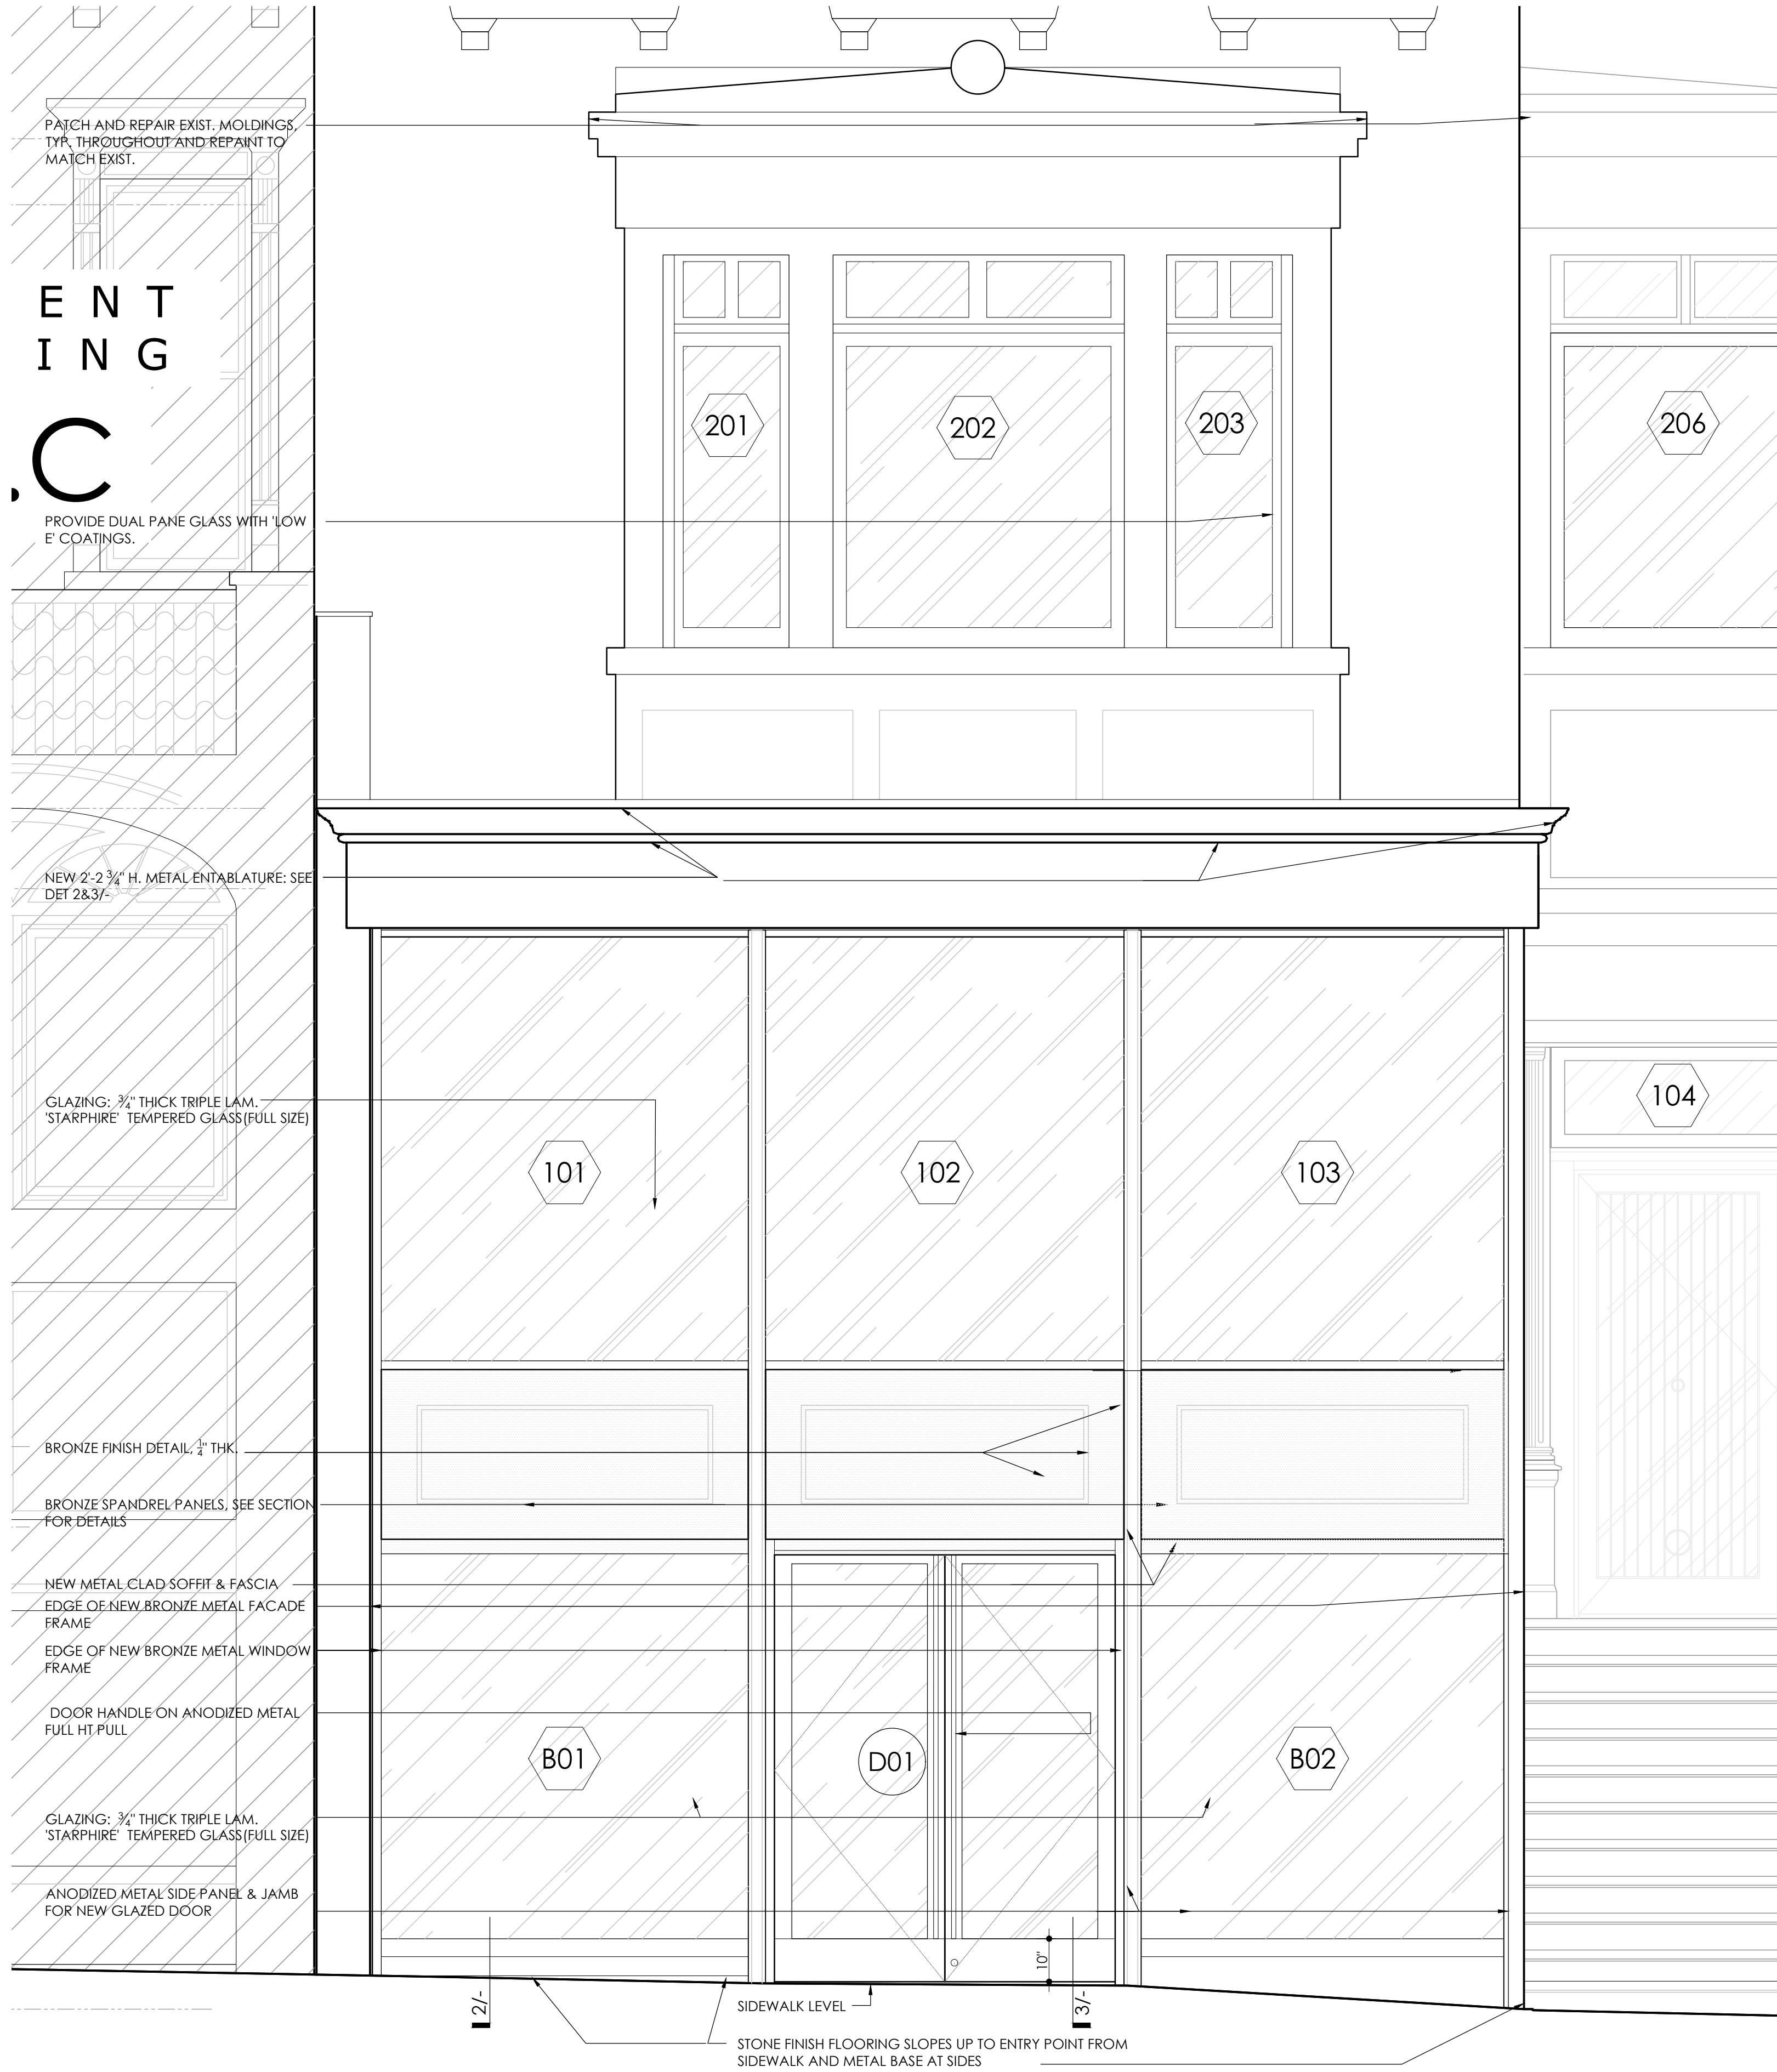 PATCH AND REPAIR EXIST. MOLDINGS,
TYP. THROUGHOUT AND REPAINT TO
MATCH EXIST.
E N T
I N G
.C
201
202
203
206
PROVIDE DUAL PANE GLASS WITH 'LOW
E' COATINGS.
NEW 2'-2 ¾" H. METAL ENTABLATURE: SEE
DET 2&3/-
GLAZING: ¾" THICK TRIPLE LAM.
'STARPHIRE' TEMPERED GLASS(FULL SIZE)
104
101
102
103
BRONZE FINISH DETAIL, ¼" THK.
BRONZE SPANDREL PANELS, SEE SECTION
FOR DETAILS
NEW METAL CLAD SOFFIT & FASCIA
EDGE OF NEW BRONZE METAL FACADE
FRAME
EDGE OF NEW BRONZE METAL WINDOW
FRAME
DOOR HANDLE ON ANODIZED METAL
FULL HT PULL
B01
D01
B02
GLAZING: ¾" THICK TRIPLE LAM.
'STARPHIRE' TEMPERED GLASS(FULL SIZE)
ANODIZED METAL SIDE PANEL & JAMB
FOR NEW GLAZED DOOR
10"
2/-
3/-
SIDEWALK LEVEL
STONE FINISH FLOORING SLOPES UP TO ENTRY POINT FROM
SIDEWALK AND METAL BASE AT SIDES